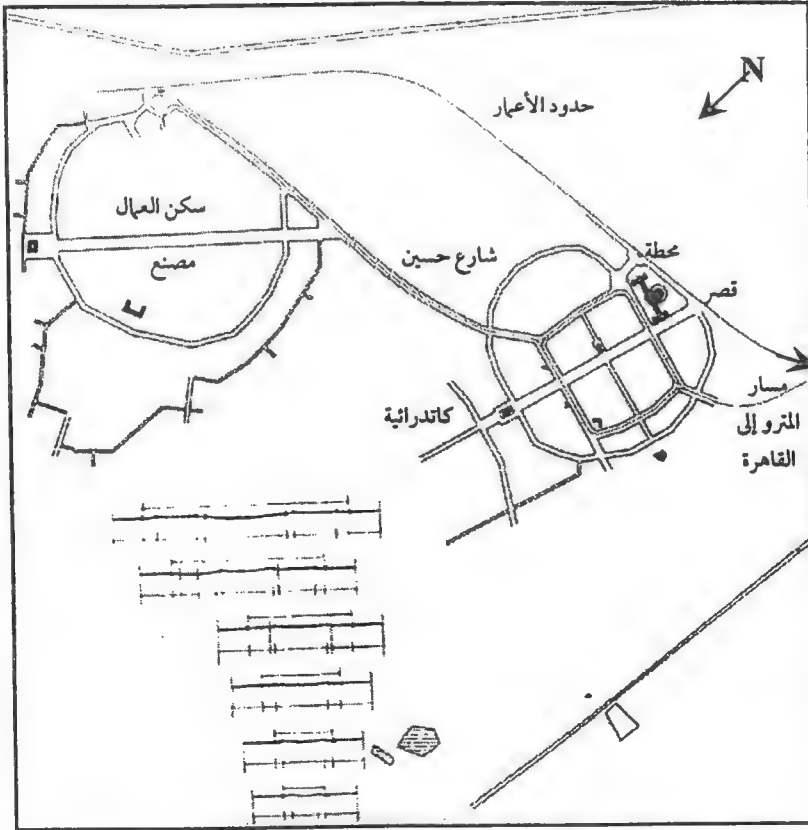 N
حدود الأعمار
سكن العمال
مصنع
شارع حسين
محطة
قصر
كاتدرائية
مسار
المترو إلى
القاهرة